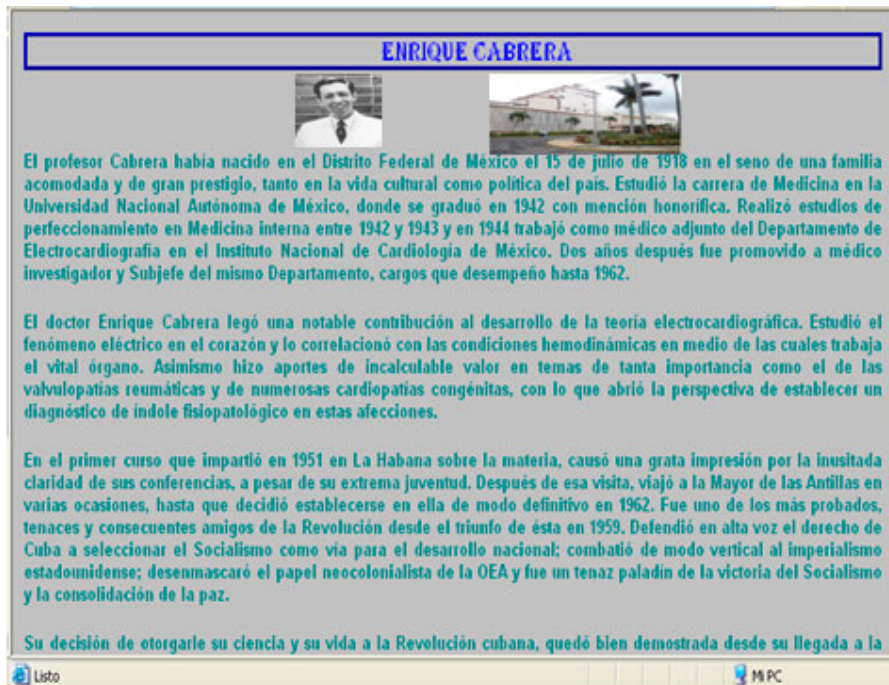 ENRIQUE CABRERA
El profesor Cabrera había nacido en el Distrito Federal de México el 15 de julio de 1918 en el seno de una familia
acomodada y de gran prestigio, tanto en la vida cultural como política del país. Estudió la carrera de Medicina en la
Universidad Nacional Autónoma de México, donde se graduó en 1942 con mención honorífica. Realizó estudios de
perfeccionamiento en Medicina interna entre 1942 y 1943 y en 1944 trabajó como médico adjunto del Departamento de
Electrocardiografía en el Instituto Nacional de Cardiología de México. Dos años después fue promovido a médico
investigador y Subjefe del mismo Departamento, cargos que desempeño hasta 1962.
El doctor Enrique Cabrera legó una notable contribución al desarrollo de la teoría electrocardiográfica. Estudió el
fenómeno eléctrico en el corazón y lo correlacionó con las condiciones hemodinámicas en medio de las cuales trabaja
el vital órgano. Asimismo hizo aportes de incalculable valor en temas de tanta importancia como el de las
valvulopatías reumáticas y de numerosas cardiopatías congénitas, con lo que abrió la perspectiva de establecer un
diagnóstico de índole fisiopatológico en estas afecciones.
En el primer curso que impartió en 1951 en La Habana sobre la materia, causó una grata impresión por la inusitada
claridad de sus conferencias, a pesar de su extrema juventud. Después de esa visita, viajó a la Mayor de las Antillas en
varias ocasiones, hasta que decidió establecerse en ella de modo definitivo en 1962. Fue uno de los más probados,
tenaces y consecuentes amigos de la Revolución desde el triunfo de ésta en 1959. Defendió en alta voz el derecho de
Cuba a seleccionar el Socialismo como vía para el desarrollo nacional; combatió de modo vertical al imperialismo
estadounidense; desenmascaró el papel neocolonialista de la OEA y fue un tenaz paladín de la victoria del Socialismo
y la consolidación de la paz.
Su decisión de otorgarle su ciencia y su vida a la Revolución cubana, quedó bien demostrada desde su llegada a la
Listo
Mi PC